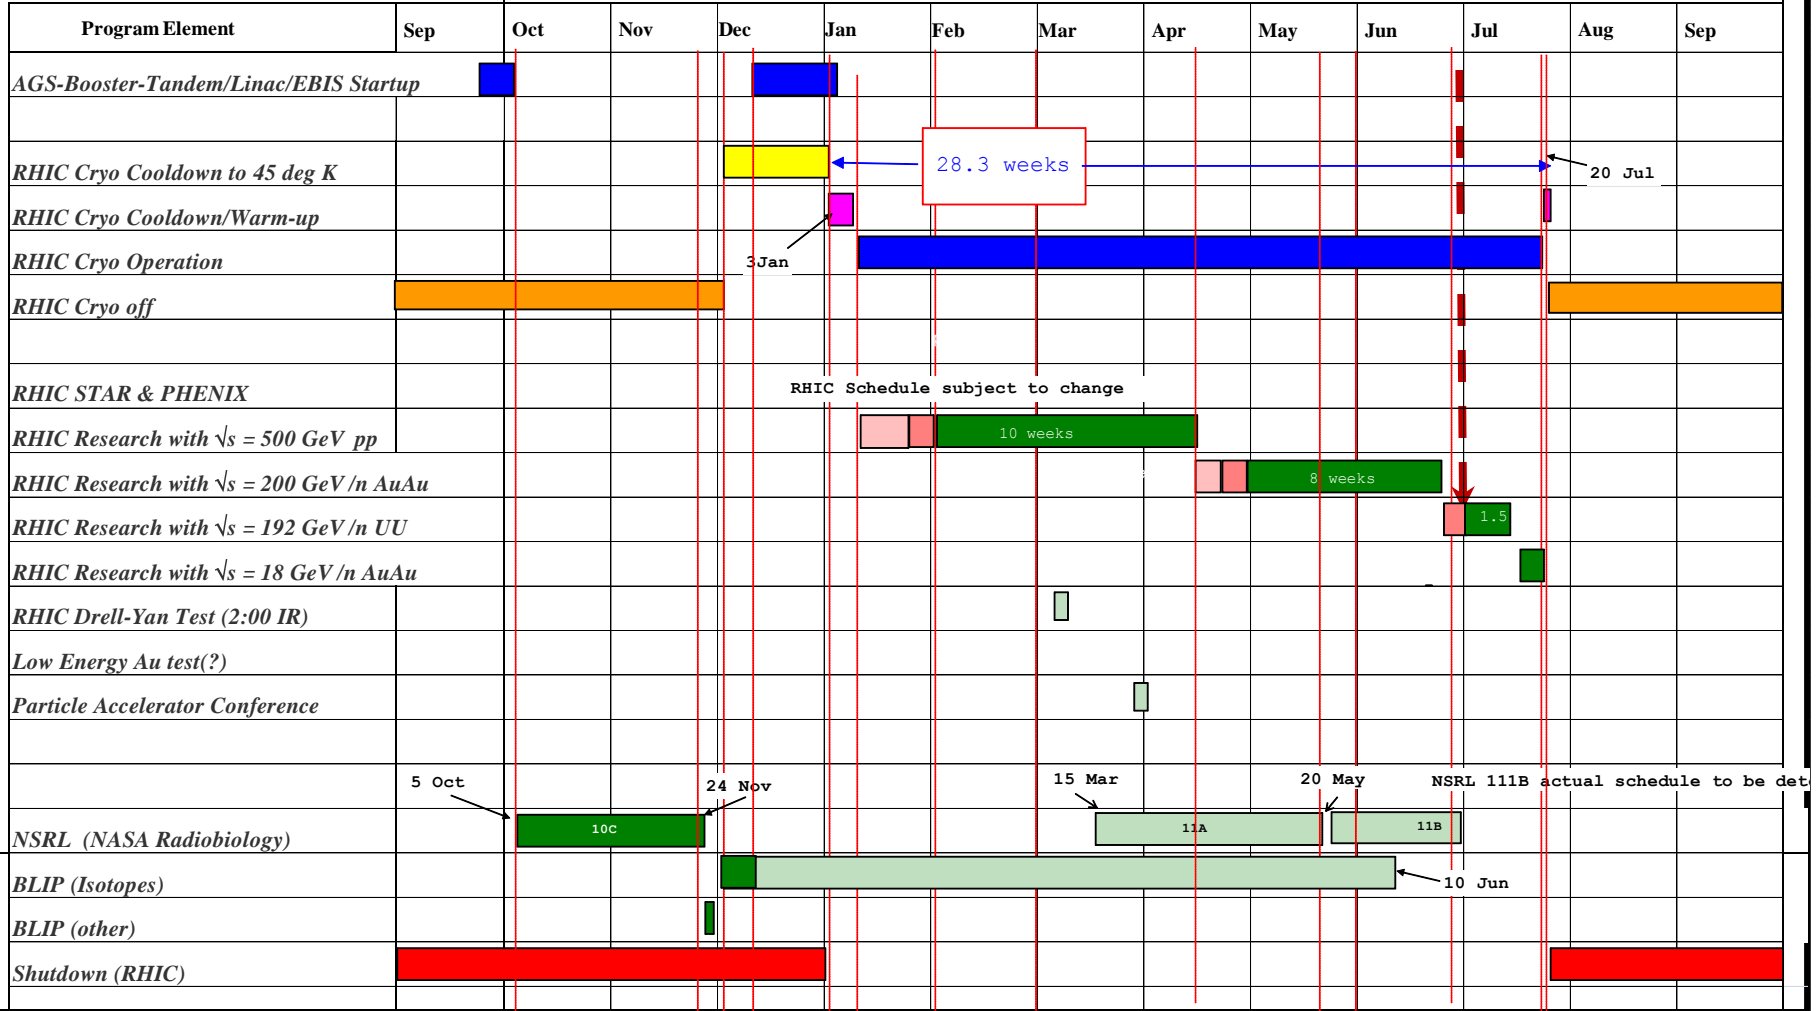 Program Element Sep Oct Nov Dec Jan Feb Mar Apr May Jun Jul Aug Sep
AGS-Booster-Tandem/Linac/EBIS Startup
RHIC Cryo Cooldown to 45 deg K
28.3 weeks
20 Jul
RHIC Cryo Cooldown/Warm-up
RHIC Cryo Operation
3Jan
RHIC Cryo off
RHIC STAR & PHENIX
RHIC Schedule subject to change
RHIC Research with √s = 500 GeV pp
10 weeks
RHIC Research with √s = 200 GeV/n AuAu
8 weeks
RHIC Research with √s = 192 GeV/n UU
1.5
RHIC Research with √s = 18 GeV/n AuAu
RHIC Drell-Yan Test (2:00 IR)
Low Energy Au test(?)
Particle Accelerator Conference
5 Oct
24 Nov
15 Mar
20 May
NSRL 111B actual schedule to be det
NSRL (NASA Radiobiology)
10C
11A
11B
BLIP (Isotopes)
10 Jun
BLIP (other)
Shutdown (RHIC)